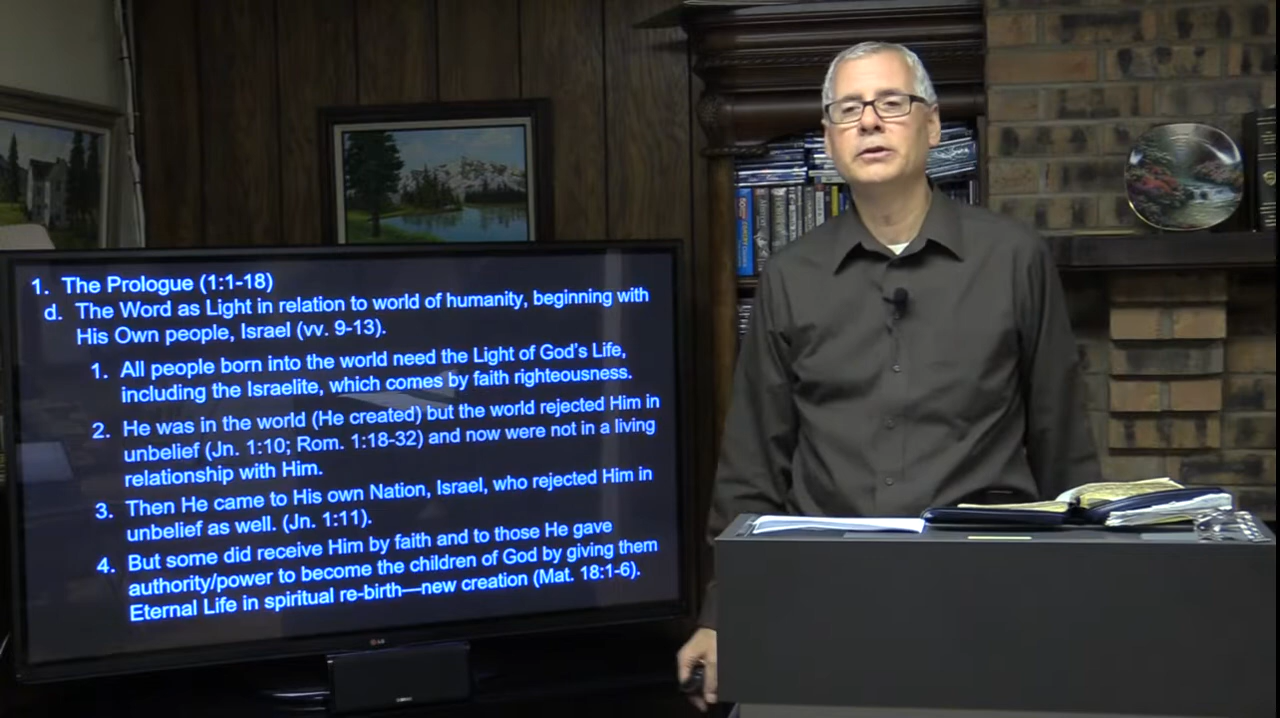 1. The Prologue (1:1-18)
d. The Word as Light in relation to world of humanity, beginning with
His Own people, Israel (vv. 9-13).
1. All people born into the world need the Light of God's Life,
including the Israelite, which comes by faith righteousness.
2. He was in the world (He created) but the world rejected Him in
unbelief (Jn. 1:10; Rom. 1:18-32) and now were not in a living
relationship with Him.
3. Then He came to His own Nation, Israel, who rejected Him in
unbelief as well. (Jn. 1:11).
4. But some did receive Him by faith and to those He gave
authority/power to become the children of God by giving them
Eternal Life in spiritual re-birth—new creation (Mat. 18:1-6).
LG